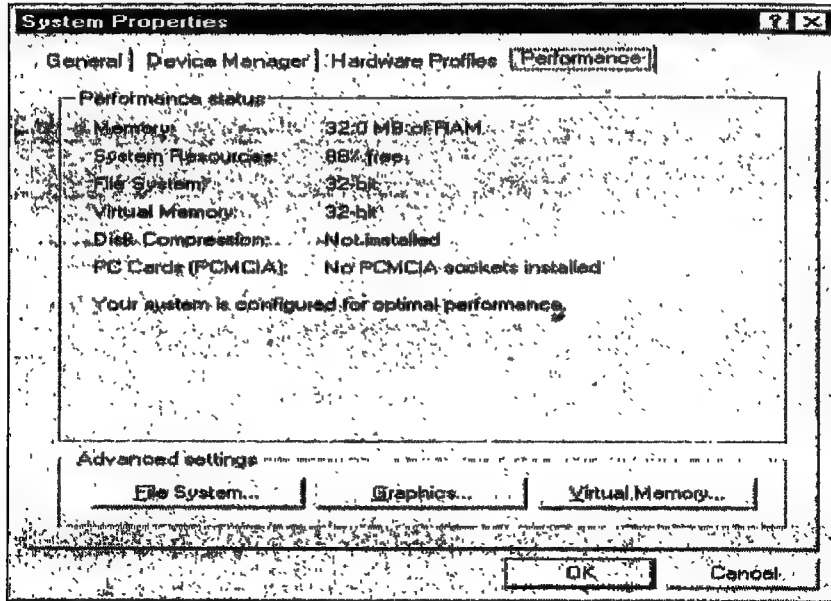 System Properties
General Device Manager Hardware Profiles Performance
Performance status
Memory: 32.0 MB of RAM
System Resources: 88% free
File System: 32-bit
Virtual Memory: 32-bit
Disk Compression: Not installed
PC Cards (PCMCIA): No PCMCIA sockets installed
Your system is configured for optimal performance.
Advanced settings
File System... Graphics... Virtual Memory...
OK Cancel